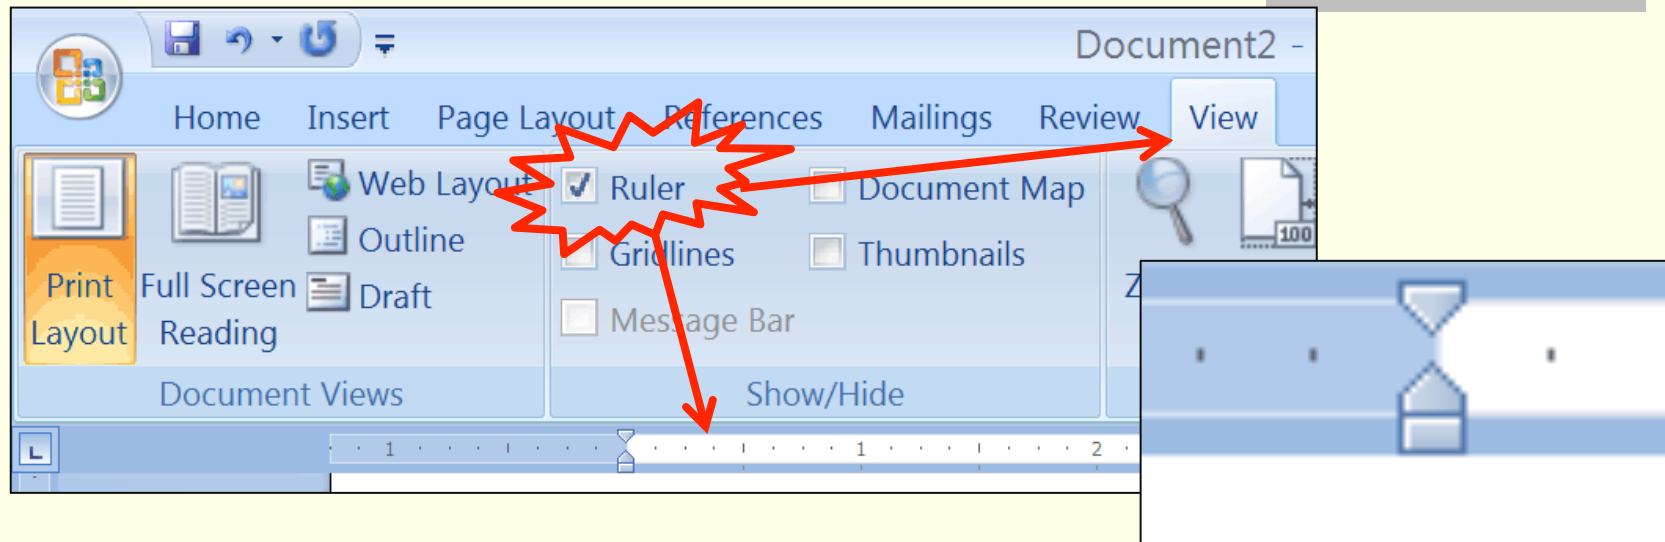 Document2 -
Home Insert Page Layout References Mailings Review View
Web Layout Ruler Document Map
Outline Gridlines Thumbnails
Print Full Screen Draft Message Bar
Layout Reading
100
Z
Document Views Show/Hide
L 1 1 2